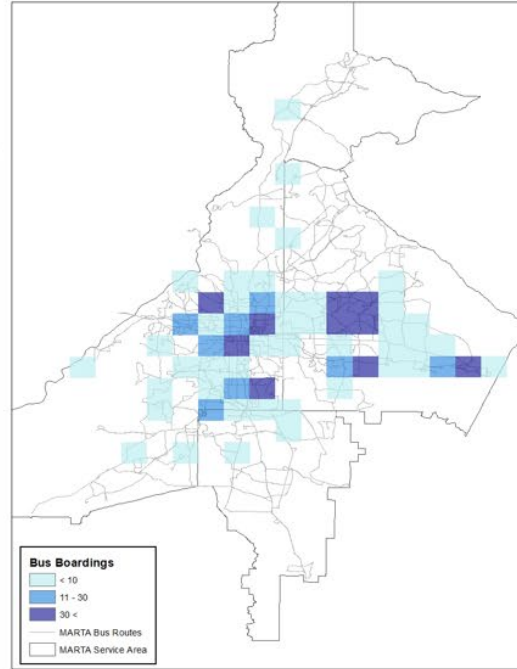 Bus Boardings
< 10
11 - 30
30 <
MARTA Bus Routes
MARTA Service Area